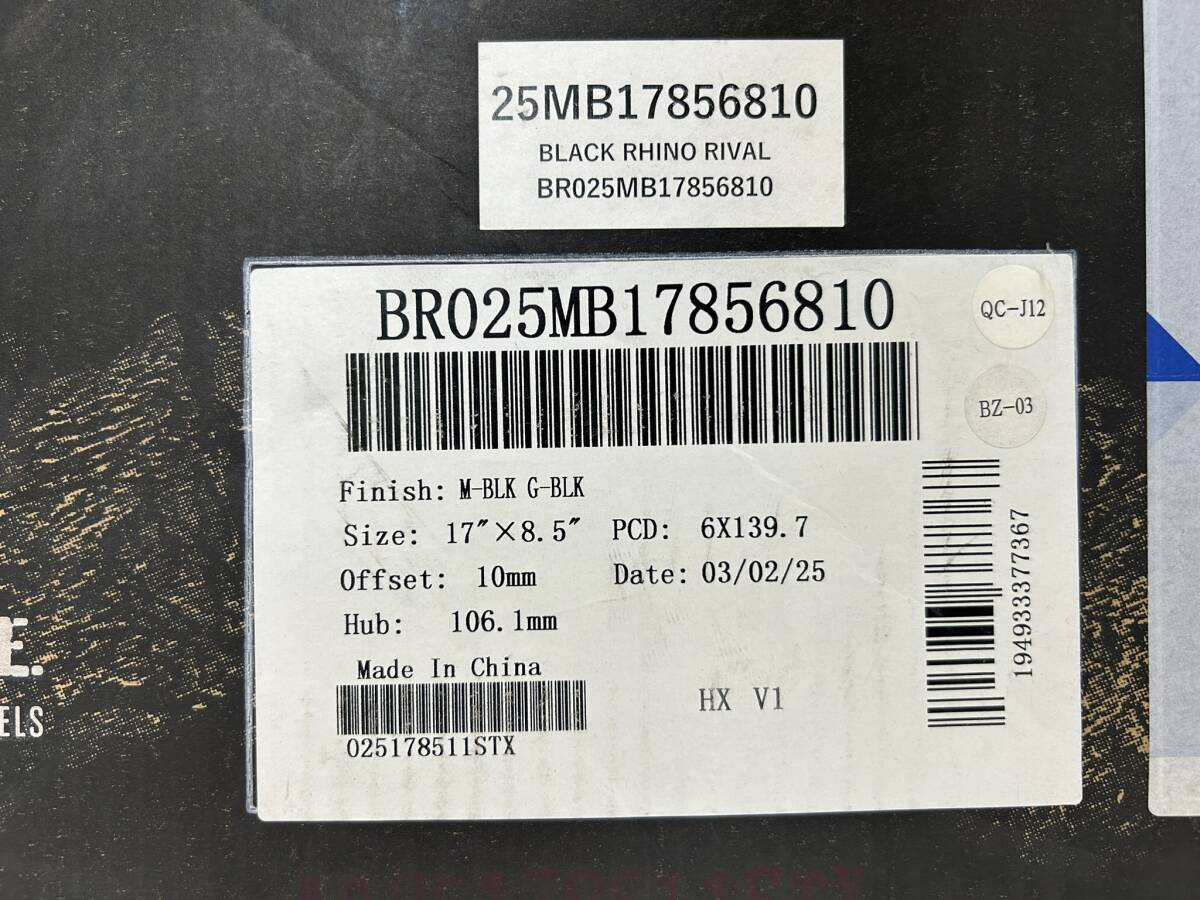 25MB17856810
BLACK RHINO RIVAL
BR025MB17856810
BR025MB17856810
QC-J12
BZ-03
Finish: M-BLK G-BLK
Size: 17"×8.5" PCD: 6X139.7
Offset: 10mm Date: 03/02/25
Hub: 106.1mm
Made In China
025178511STX
HX V1
194933377367
E.
ELS